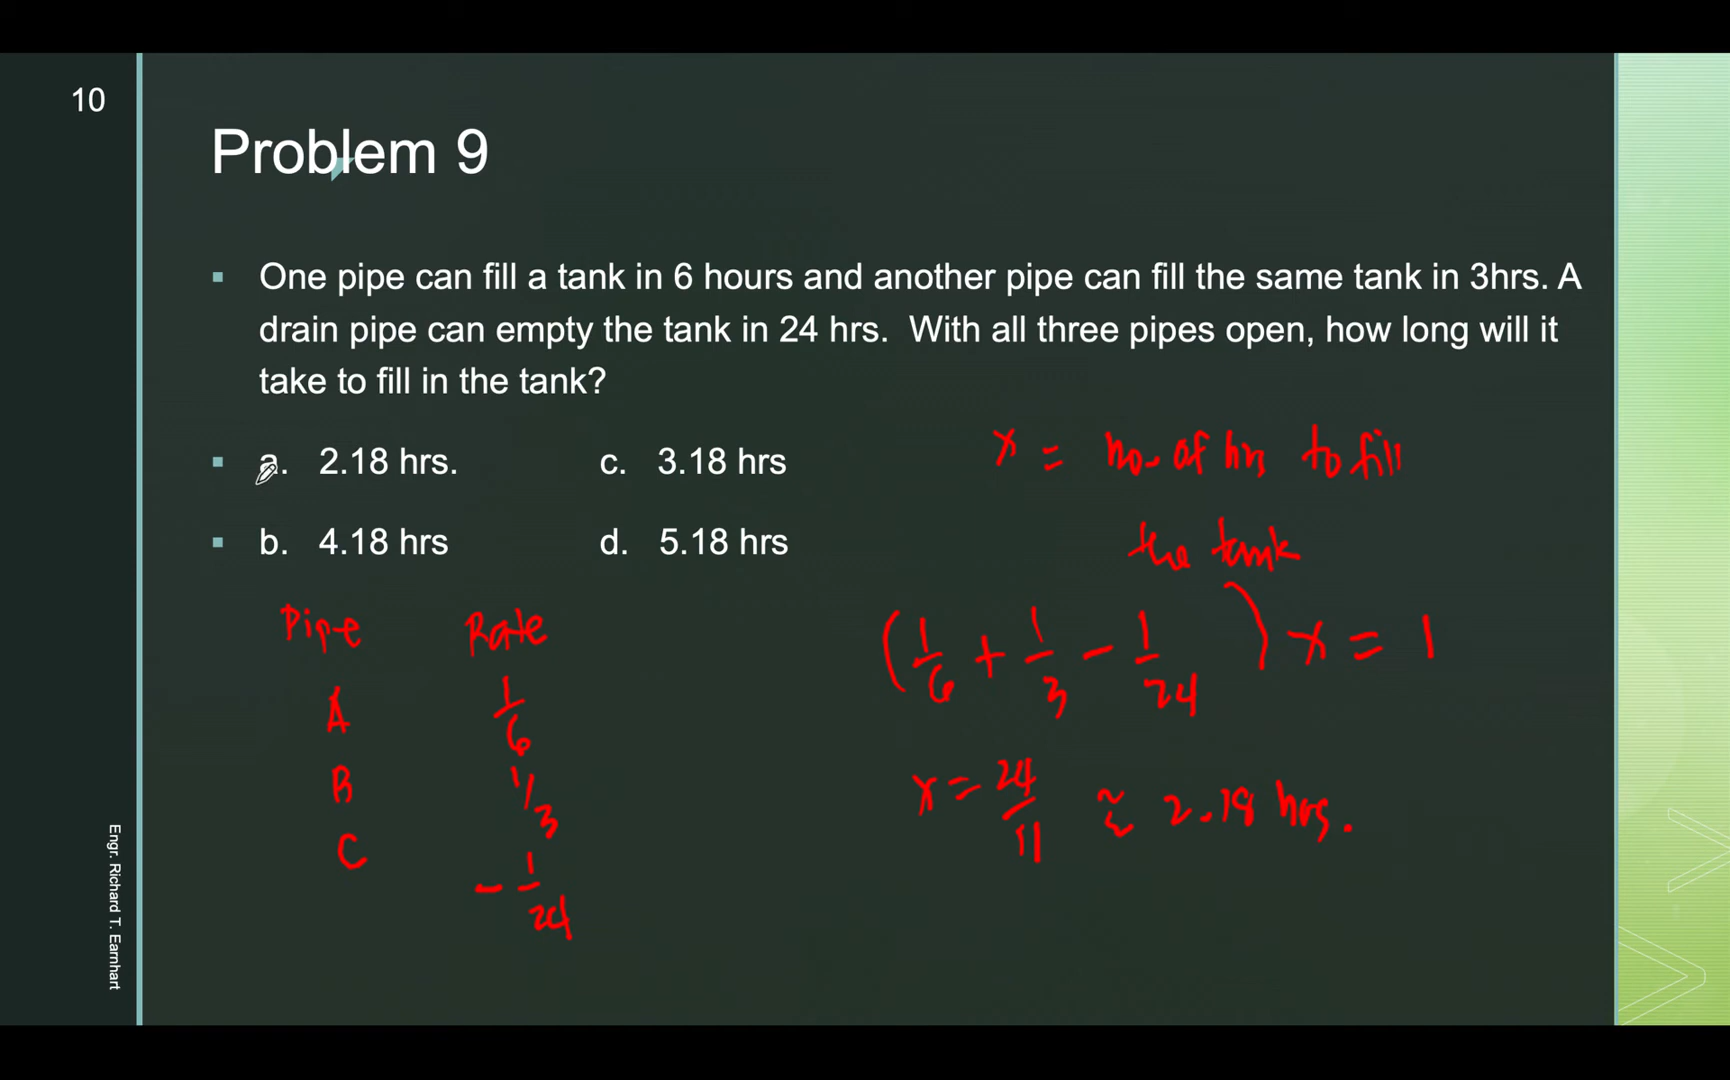 10
Problem 9
▪ One pipe can fill a tank in 6 hours and another pipe can fill the same tank in 3hrs. A
drain pipe can empty the tank in 24 hrs. With all three pipes open, how long will it
take to fill in the tank?
▪ a. 2.18 hrs. c. 3.18 hrs
▪ b. 4.18 hrs d. 5.18 hrs
x = no. of hrs to fill
the tank
Pipe Rate
A 1/6
B 1/3
C - 1/24
(1/6 + 1/3 - 1/24) x = 1
x = 24/11 ≅ 2.18 hrs.
Engr. Richard T. Earnhart